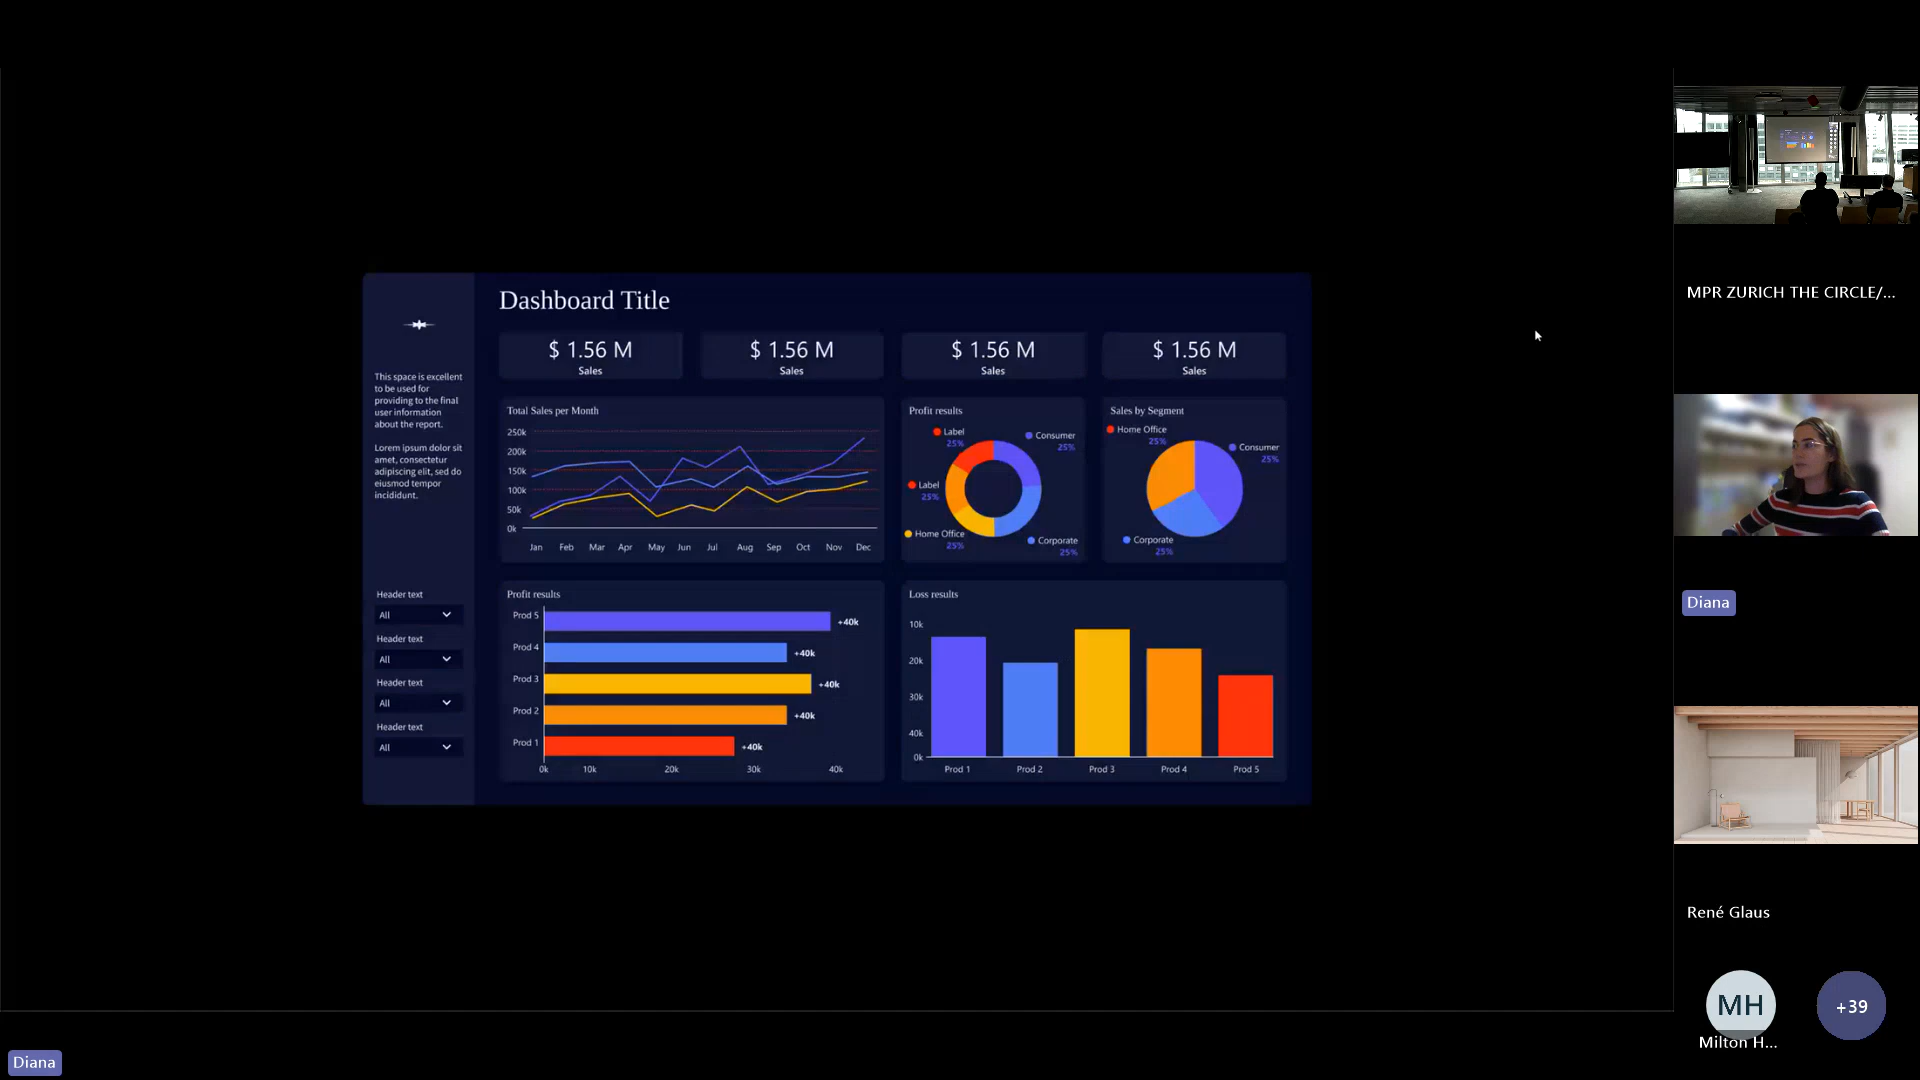 Dashboard Title
$ 1.56 M
Sales
$ 1.56 M
Sales
$ 1.56 M
Sales
$ 1.56 M
Sales
This space is excellent
to be used for
providing to the final
user information
about the report.
Lorem ipsum dolor sit
amet, consectetur
adipiscing elit, sed do
eiusmod tempor
incididunt.
Header text
All
Header text
All
Header text
All
Header text
All
Total Sales per Month
250k
200k
150k
100k
50k
0k
Jan Feb Mar Apr May Jun Jul Aug Sep Oct Nov Dec
Profit results
Label
25%
Consumer
25%
Label
25%
Home Office
25%
Corporate
25%
Sales by Segment
Home Office
25%
Consumer
25%
Corporate
25%
Profit results
Prod 5 +40k
Prod 4 +40k
Prod 3 +40k
Prod 2 +40k
Prod 1 +40k
0k 10k 20k 30k 40k
Loss results
10k
20k
30k
40k
0k
Prod 1 Prod 2 Prod 3 Prod 4 Prod 5
MPR ZURICH THE CIRCLE/...
Diana
René Glaus
MH
Milton H...
+39
Diana